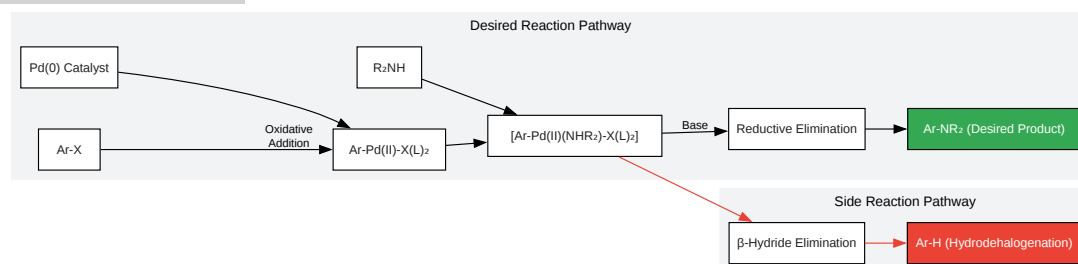 Desired Reaction Pathway
Pd(0) Catalyst
R₂NH
Oxidative
Addition
Ar-X
Ar-Pd(II)-X(L)₂
[Ar-Pd(II)(NHR₂)-X(L)₂]
Base
Reductive Elimination
Ar-NR₂ (Desired Product)
Side Reaction Pathway
β-Hydride Elimination
Ar-H (Hydrodehalogenation)